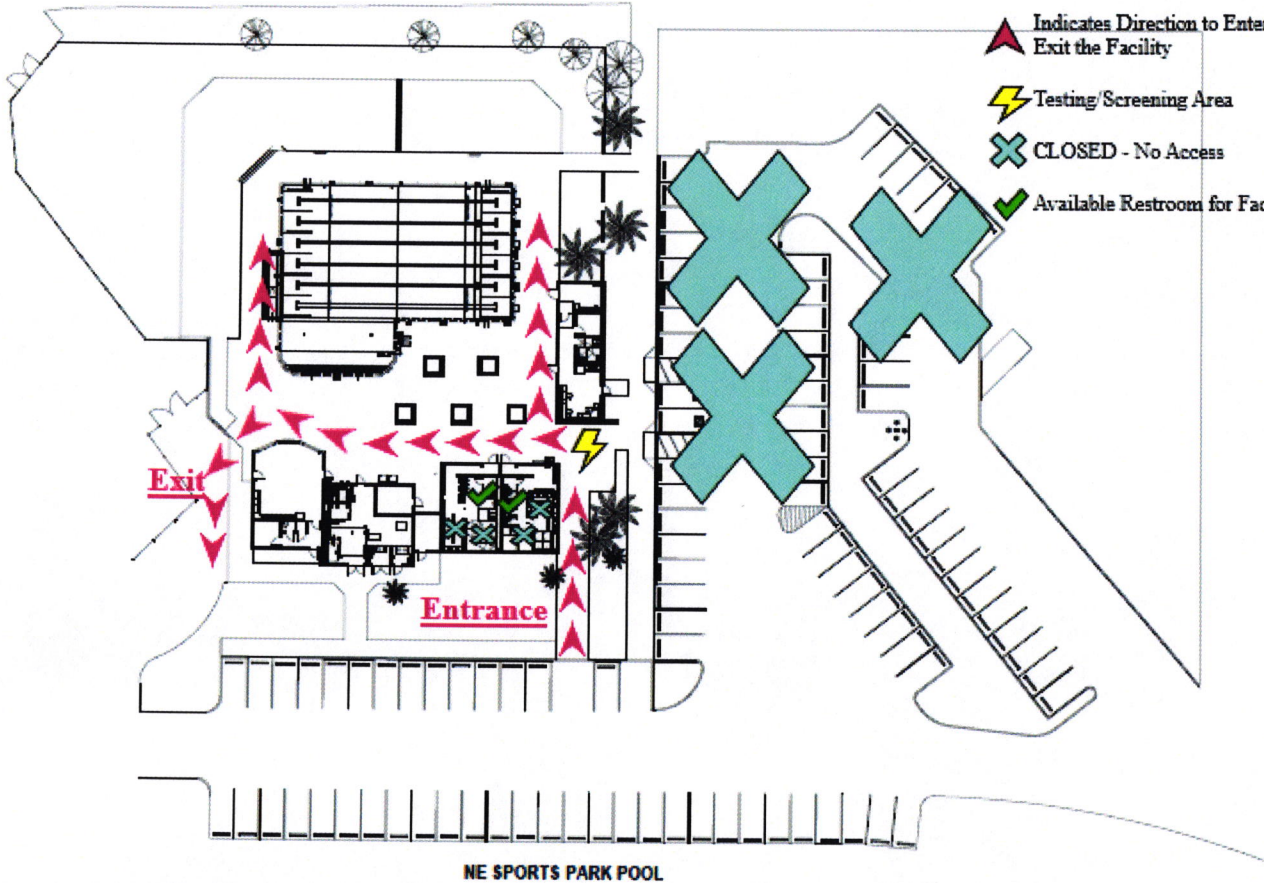 Indicates Direction to Enter
Exit the Facility
Testing/Screening Area
CLOSED - No Access
Available Restroom for Fac
Exit
Entrance
NE SPORTS PARK POOL